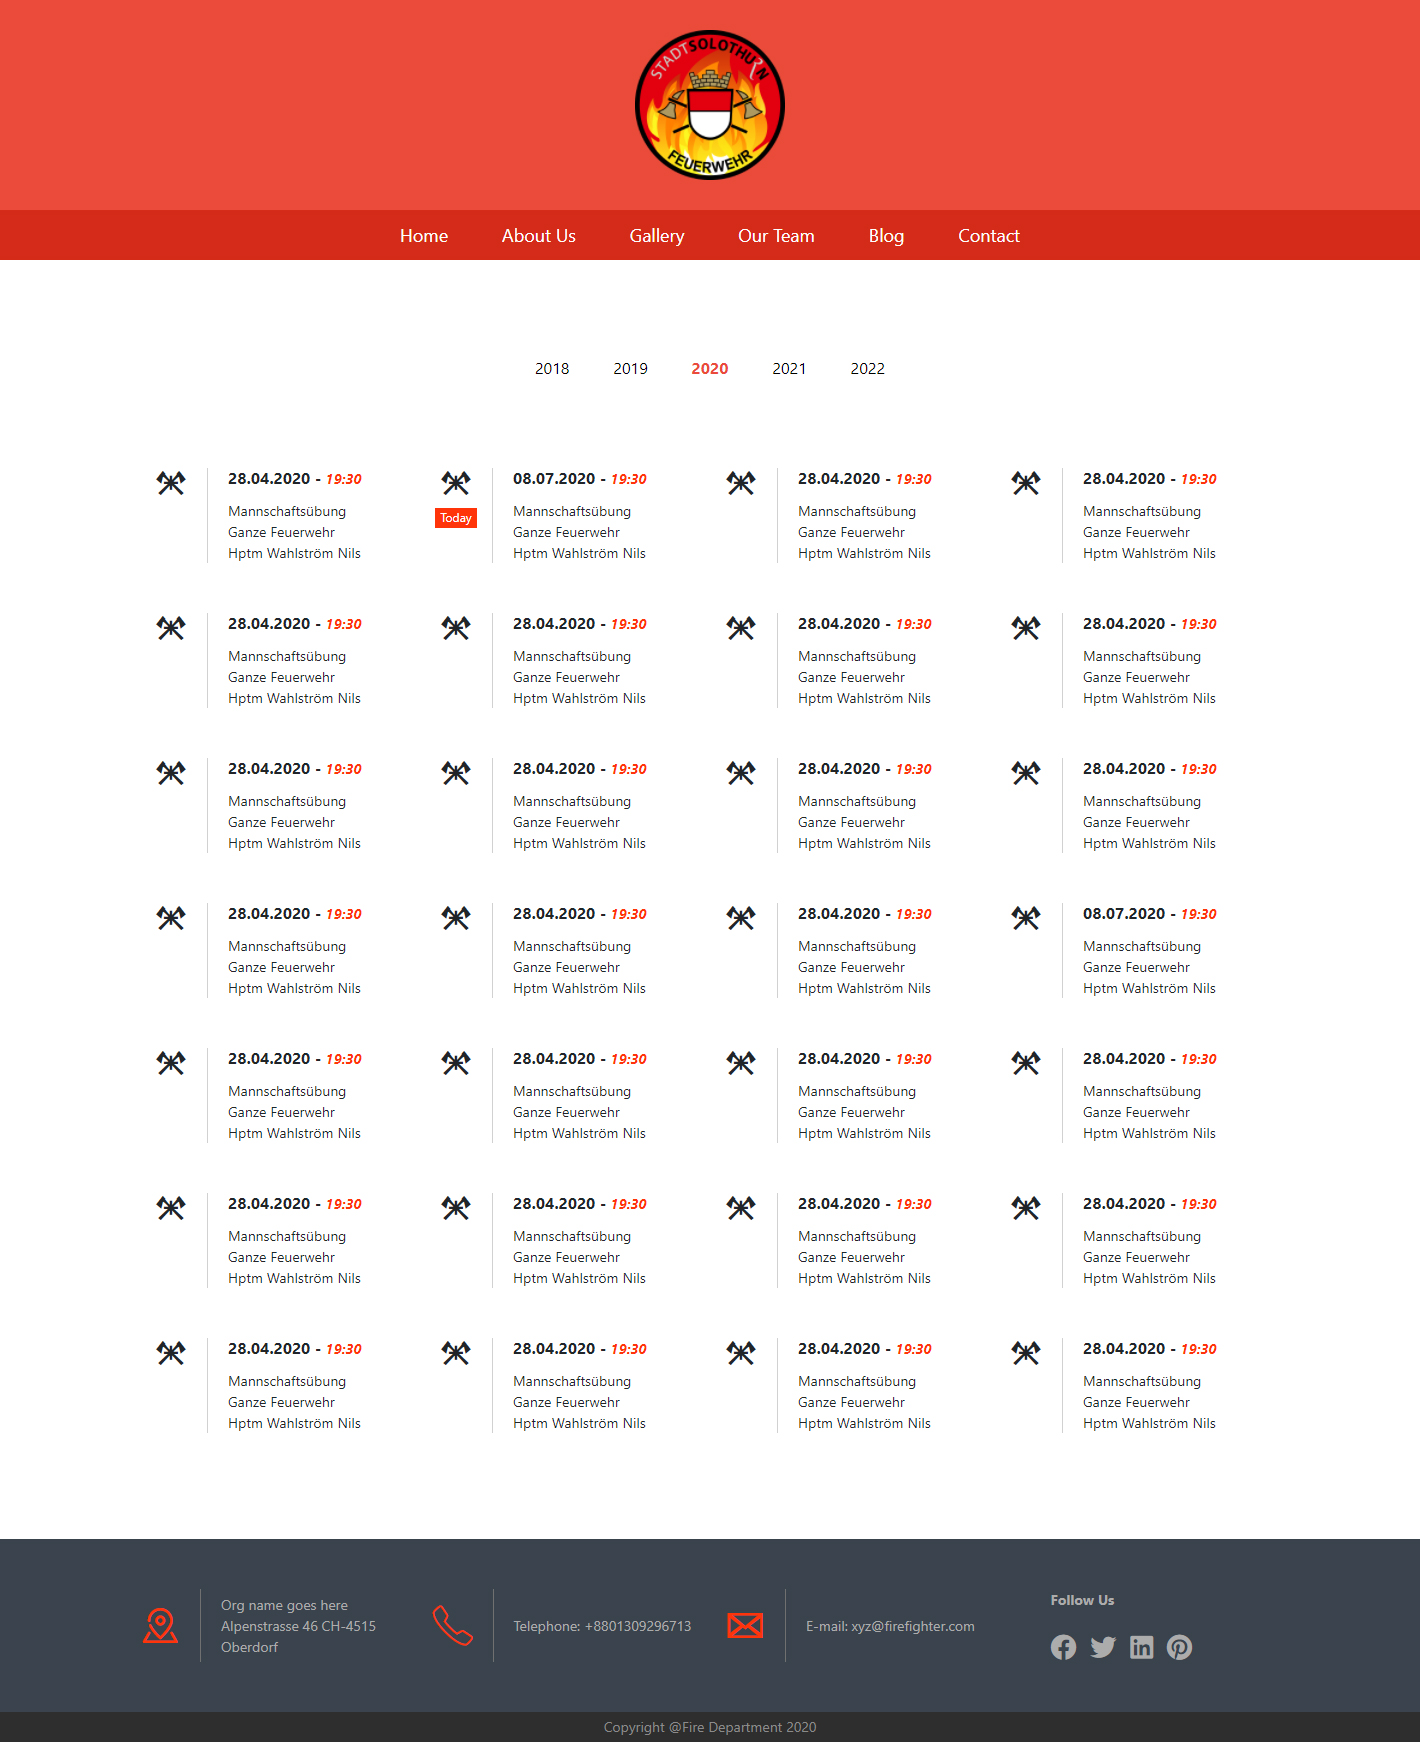 STADTSOLOTHURN
FEUERWEHR
Home About Us Gallery Our Team Blog Contact
2018 2019 2020 2021 2022
28.04.2020 - 19:30
Mannschaftsübung
Ganze Feuerwehr
Hptm Wahlström Nils
Today
08.07.2020 - 19:30
Mannschaftsübung
Ganze Feuerwehr
Hptm Wahlström Nils
28.04.2020 - 19:30
Mannschaftsübung
Ganze Feuerwehr
Hptm Wahlström Nils
28.04.2020 - 19:30
Mannschaftsübung
Ganze Feuerwehr
Hptm Wahlström Nils
28.04.2020 - 19:30
Mannschaftsübung
Ganze Feuerwehr
Hptm Wahlström Nils
28.04.2020 - 19:30
Mannschaftsübung
Ganze Feuerwehr
Hptm Wahlström Nils
28.04.2020 - 19:30
Mannschaftsübung
Ganze Feuerwehr
Hptm Wahlström Nils
28.04.2020 - 19:30
Mannschaftsübung
Ganze Feuerwehr
Hptm Wahlström Nils
28.04.2020 - 19:30
Mannschaftsübung
Ganze Feuerwehr
Hptm Wahlström Nils
28.04.2020 - 19:30
Mannschaftsübung
Ganze Feuerwehr
Hptm Wahlström Nils
28.04.2020 - 19:30
Mannschaftsübung
Ganze Feuerwehr
Hptm Wahlström Nils
28.04.2020 - 19:30
Mannschaftsübung
Ganze Feuerwehr
Hptm Wahlström Nils
28.04.2020 - 19:30
Mannschaftsübung
Ganze Feuerwehr
Hptm Wahlström Nils
28.04.2020 - 19:30
Mannschaftsübung
Ganze Feuerwehr
Hptm Wahlström Nils
28.04.2020 - 19:30
Mannschaftsübung
Ganze Feuerwehr
Hptm Wahlström Nils
08.07.2020 - 19:30
Mannschaftsübung
Ganze Feuerwehr
Hptm Wahlström Nils
28.04.2020 - 19:30
Mannschaftsübung
Ganze Feuerwehr
Hptm Wahlström Nils
28.04.2020 - 19:30
Mannschaftsübung
Ganze Feuerwehr
Hptm Wahlström Nils
28.04.2020 - 19:30
Mannschaftsübung
Ganze Feuerwehr
Hptm Wahlström Nils
28.04.2020 - 19:30
Mannschaftsübung
Ganze Feuerwehr
Hptm Wahlström Nils
28.04.2020 - 19:30
Mannschaftsübung
Ganze Feuerwehr
Hptm Wahlström Nils
28.04.2020 - 19:30
Mannschaftsübung
Ganze Feuerwehr
Hptm Wahlström Nils
28.04.2020 - 19:30
Mannschaftsübung
Ganze Feuerwehr
Hptm Wahlström Nils
28.04.2020 - 19:30
Mannschaftsübung
Ganze Feuerwehr
Hptm Wahlström Nils
28.04.2020 - 19:30
Mannschaftsübung
Ganze Feuerwehr
Hptm Wahlström Nils
28.04.2020 - 19:30
Mannschaftsübung
Ganze Feuerwehr
Hptm Wahlström Nils
28.04.2020 - 19:30
Mannschaftsübung
Ganze Feuerwehr
Hptm Wahlström Nils
28.04.2020 - 19:30
Mannschaftsübung
Ganze Feuerwehr
Hptm Wahlström Nils
Org name goes here
Alpenstrasse 46 CH-4515
Oberdorf
Telephone: +8801309296713
E-mail: xyz@firefighter.com
Follow Us
Copyright @Fire Department 2020